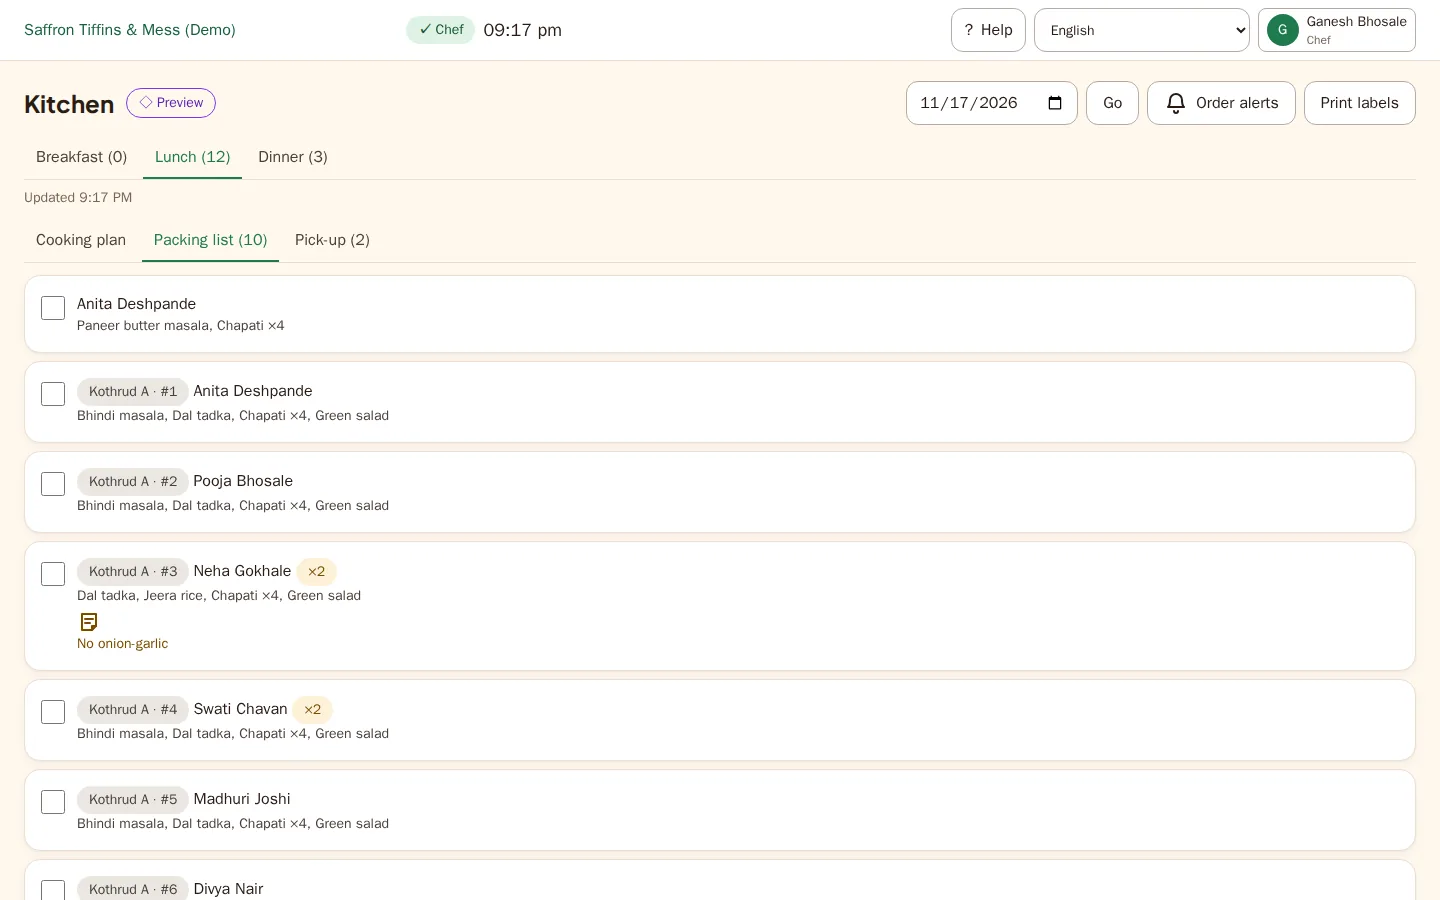 Saffron Tiffins & Mess (Demo)
✓ Chef 09:17 pm
? Help
English
G
Ganesh Bhosale
Chef
Kitchen
◇ Preview
11/17/2026
Go
Order alerts
Print labels
Breakfast (0)
Lunch (12)
Dinner (3)
Updated 9:17 PM
Cooking plan
Packing list (10)
Pick-up (2)
Anita Deshpande
Paneer butter masala, Chapati ×4
Kothrud A · #1 Anita Deshpande
Bhindi masala, Dal tadka, Chapati ×4, Green salad
Kothrud A · #2 Pooja Bhosale
Bhindi masala, Dal tadka, Chapati ×4, Green salad
Kothrud A · #3 Neha Gokhale ×2
Dal tadka, Jeera rice, Chapati ×4, Green salad
No onion-garlic
Kothrud A · #4 Swati Chavan ×2
Bhindi masala, Dal tadka, Chapati ×4, Green salad
Kothrud A · #5 Madhuri Joshi
Bhindi masala, Dal tadka, Chapati ×4, Green salad
Kothrud A · #6 Divya Nair